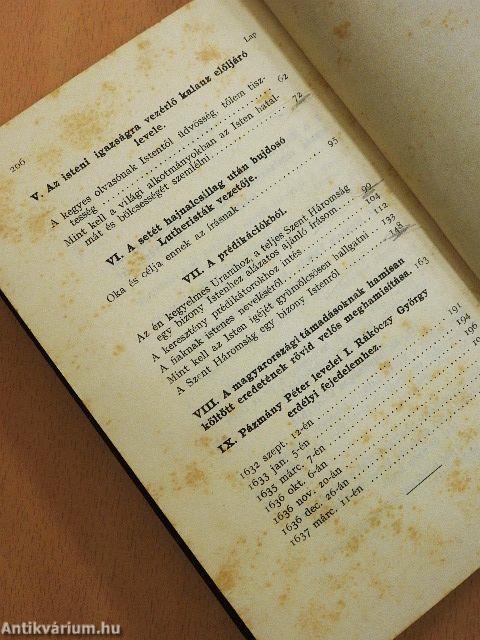 206
Lap
V. Az isteni igazságra vezérlő kalauz előljáró
levele.
A kegyes olvasónak Istentől üdvösség, tőlem tisz-
tesség . . . . . 62
Mint kell a világi alkotmányokban az Isten hatal-
mát és bölcseségét szemlélni . . . . . 72
VI. A setét hajnalcsillag után bujdosó
Lutheristák vezetője.
Oka és célja ennek az írásnak . . . . . 95
VII. A prédikációkból.
Az én kegyelmes Uramhoz, a teljes Szent Háromság
egy bizony Istenhez alázatos ajánló írásom . . 99
A keresztény prédikátorokhoz intés . . . . . 104
A fiaknak istenes neveléséről . . . . . 112
Mint kell az Isten igéjét gyümölcsösen hallgatni . . 133
A Szent Háromság egy bizony Istenről . . . . . 148
VIII. A magyarországi támadásoknak hamisan
költött eredetének rövid velős meghamisítása. 163
IX. Pázmány Péter levelei I. Rákóczy György
erdélyi fejedelemhez.
1632 szept. 12-én . . . . . 191
1633 jan. 5-én . . . . . 194
1635 márc. 7-én . . . . . 196
1636 okt. 6-án . . . . .
1636 nov. 20-án . . . . .
1636 dec. 26-án . . . . .
1637 márc. 11-én . . . . .
Antikvárium.hu